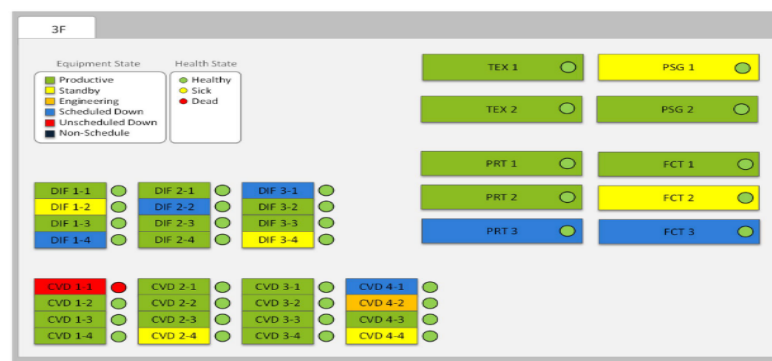 3F
Equipment State
Productive
Standby
Engineering
Scheduled Down
Unscheduled Down
Non-Schedule
Health State
Healthy
Sick
Dead
TEX 1
PSG 1
TEX 2
PSG 2
PRT 1
FCT 1
PRT 2
FCT 2
PRT 3
FCT 3
DIF 1-1
DIF 2-1
DIF 3-1
DIF 1-2
DIF 2-2
DIF 3-2
DIF 1-3
DIF 2-3
DIF 3-3
DIF 1-4
DIF 2-4
DIF 3-4
CVD 1-1
CVD 2-1
CVD 3-1
CVD 4-1
CVD 1-2
CVD 2-2
CVD 3-2
CVD 4-2
CVD 1-3
CVD 2-3
CVD 3-3
CVD 4-3
CVD 1-4
CVD 2-4
CVD 3-4
CVD 4-4